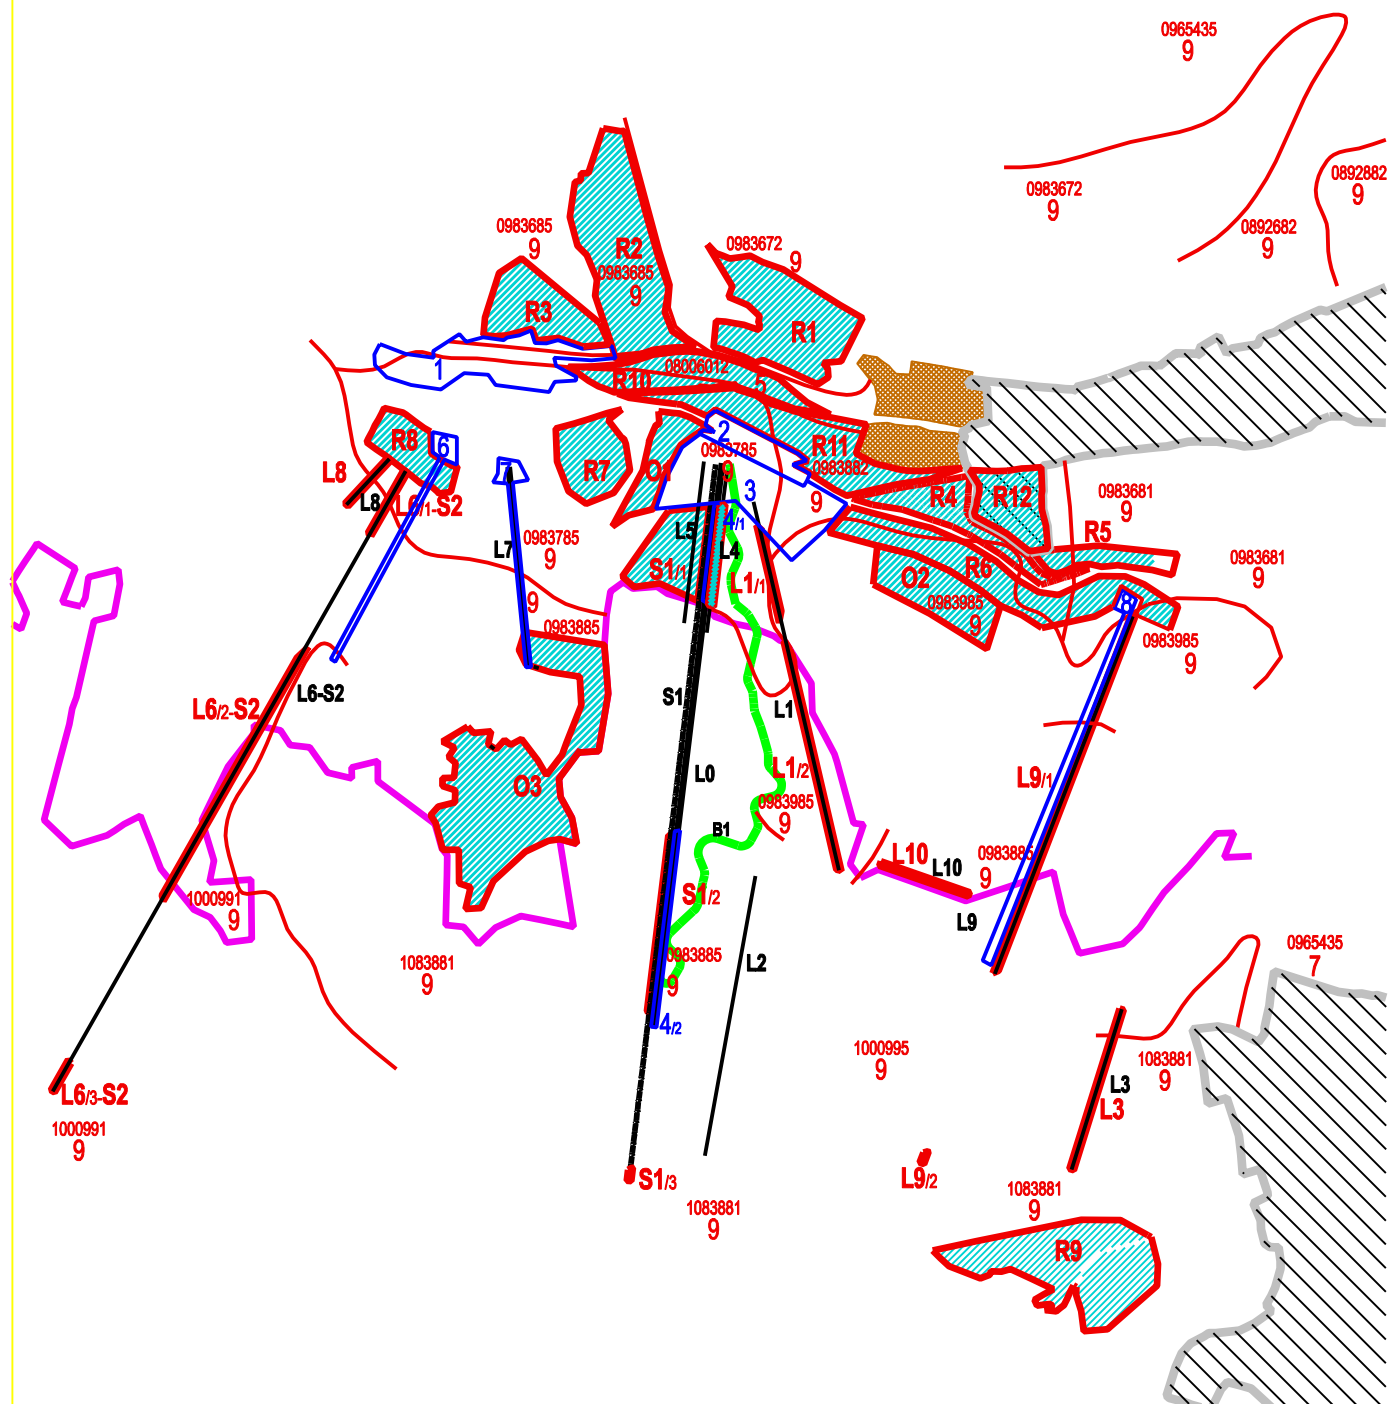 0965435
9
0892882
9
0983672
9
0892682
9
0983685
9
R2
0983685
9
0983672
9
R3
R1
08006012
5
R10
1
R8
6
2
R11
0983785
9
0983882
9
L8
L8
L6/1-S2
7
R7
O1
3
R4
R12
0983681
9
L5
4/1
L4
R5
0983785
9
L7
S1/1
L1/1
R6
O2
0983985
9
0983681
9
8
9
0983885
0983985
9
L6-S2
L6/2-S2
S1
L1
L0
L1/2
L9/1
O3
0983985
9
B1
L10
L10
0983885
9
S1/2
1000991
9
L9
0965435
7
1083881
9
0983885
9
L2
4/2
1000995
9
1083881
9
L3
L3
L6/3-S2
1000991
9
S1/3
L9/2
1083881
9
1083881
9
R9